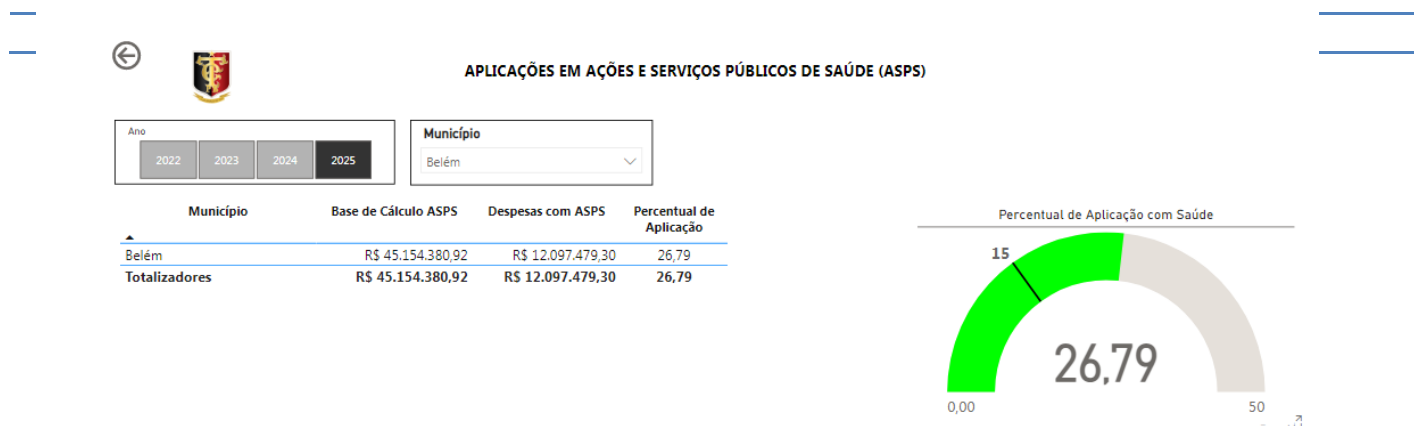 APLICAÇÕES EM AÇÕES E SERVIÇOS PÚBLICOS DE SAÚDE (ASPS)
Ano
2022 2023 2024 2025
Município
Belém
Município Base de Cálculo ASPS Despesas com ASPS Percentual de
Aplicação
Belém R$ 45.154.380,92 R$ 12.097.479,30 26,79
Totalizadores R$ 45.154.380,92 R$ 12.097.479,30 26,79
Percentual de Aplicação com Saúde
15
26,79
0,00 50